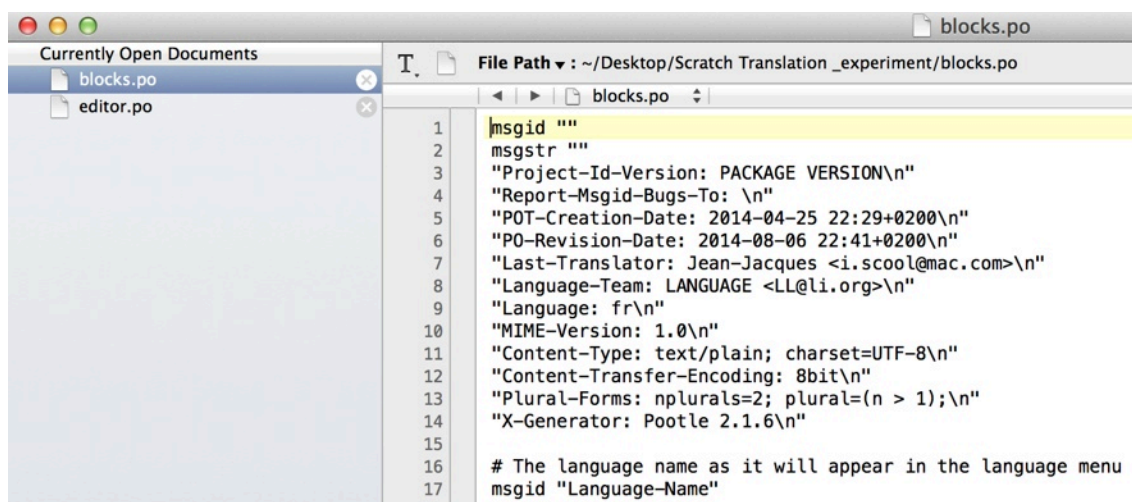 blocks.po
Currently Open Documents
blocks.po
editor.po
File Path ▾ : ~/Desktop/Scratch Translation _experiment/blocks.po
blocks.po
1 msgid ""
2 msgstr ""
3 "Project-Id-Version: PACKAGE VERSION\n"
4 "Report-Msgid-Bugs-To: \n"
5 "POT-Creation-Date: 2014-04-25 22:29+0200\n"
6 "PO-Revision-Date: 2014-08-06 22:41+0200\n"
7 "Last-Translator: Jean-Jacques <i.scool@mac.com>\n"
8 "Language-Team: LANGUAGE <LL@li.org>\n"
9 "Language: fr\n"
10 "MIME-Version: 1.0\n"
11 "Content-Type: text/plain; charset=UTF-8\n"
12 "Content-Transfer-Encoding: 8bit\n"
13 "Plural-Forms: nplurals=2; plural=(n > 1);\n"
14 "X-Generator: Pootle 2.1.6\n"
15
16 # The language name as it will appear in the language menu
17 msgid "Language-Name"